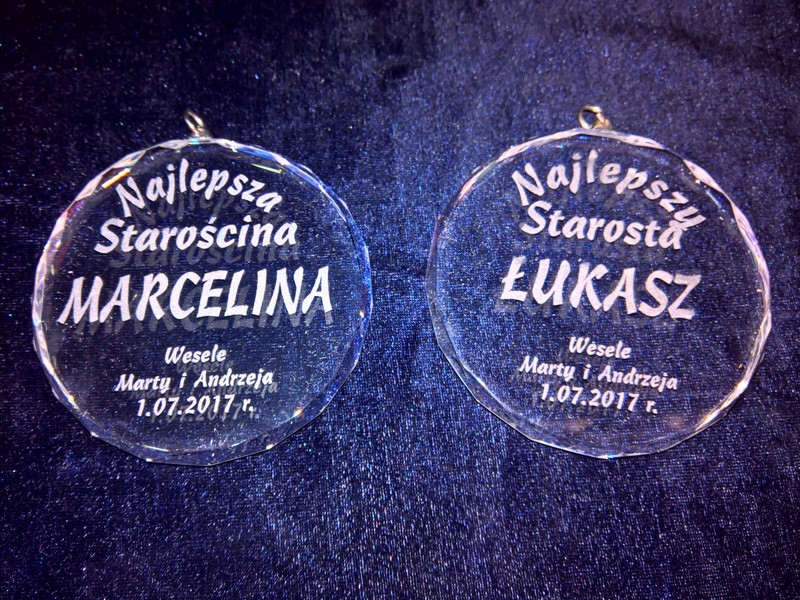 Najlepsza
Starościna
MARCELINA
Wesele
Marty i Andrzeja
1.07.2017 r.
Najlepszy
Starosta
ŁUKASZ
Wesele
Marty i Andrzeja
1.07.2017 r.